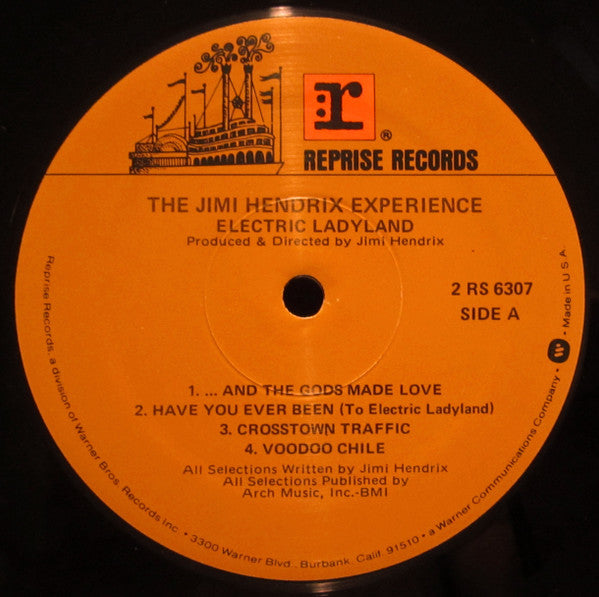 r
®
REPRISE RECORDS
THE JIMI HENDRIX EXPERIENCE
ELECTRIC LADYLAND
Produced & Directed by Jimi Hendrix
2 RS 6307
SIDE A
1. ... AND THE GODS MADE LOVE
2. HAVE YOU EVER BEEN (To Electric Ladyland)
3. CROSSTOWN TRAFFIC
4. VOODOO CHILE
All Selections Written by Jimi Hendrix
All Selections Published by
Arch Music, Inc.-BMI
Reprise Records, a division of Warner Bros. Records Inc. • 3300 Warner Blvd., Burbank, Calif. 91510 • a Warner Communications Company • W • Made in U.S.A.